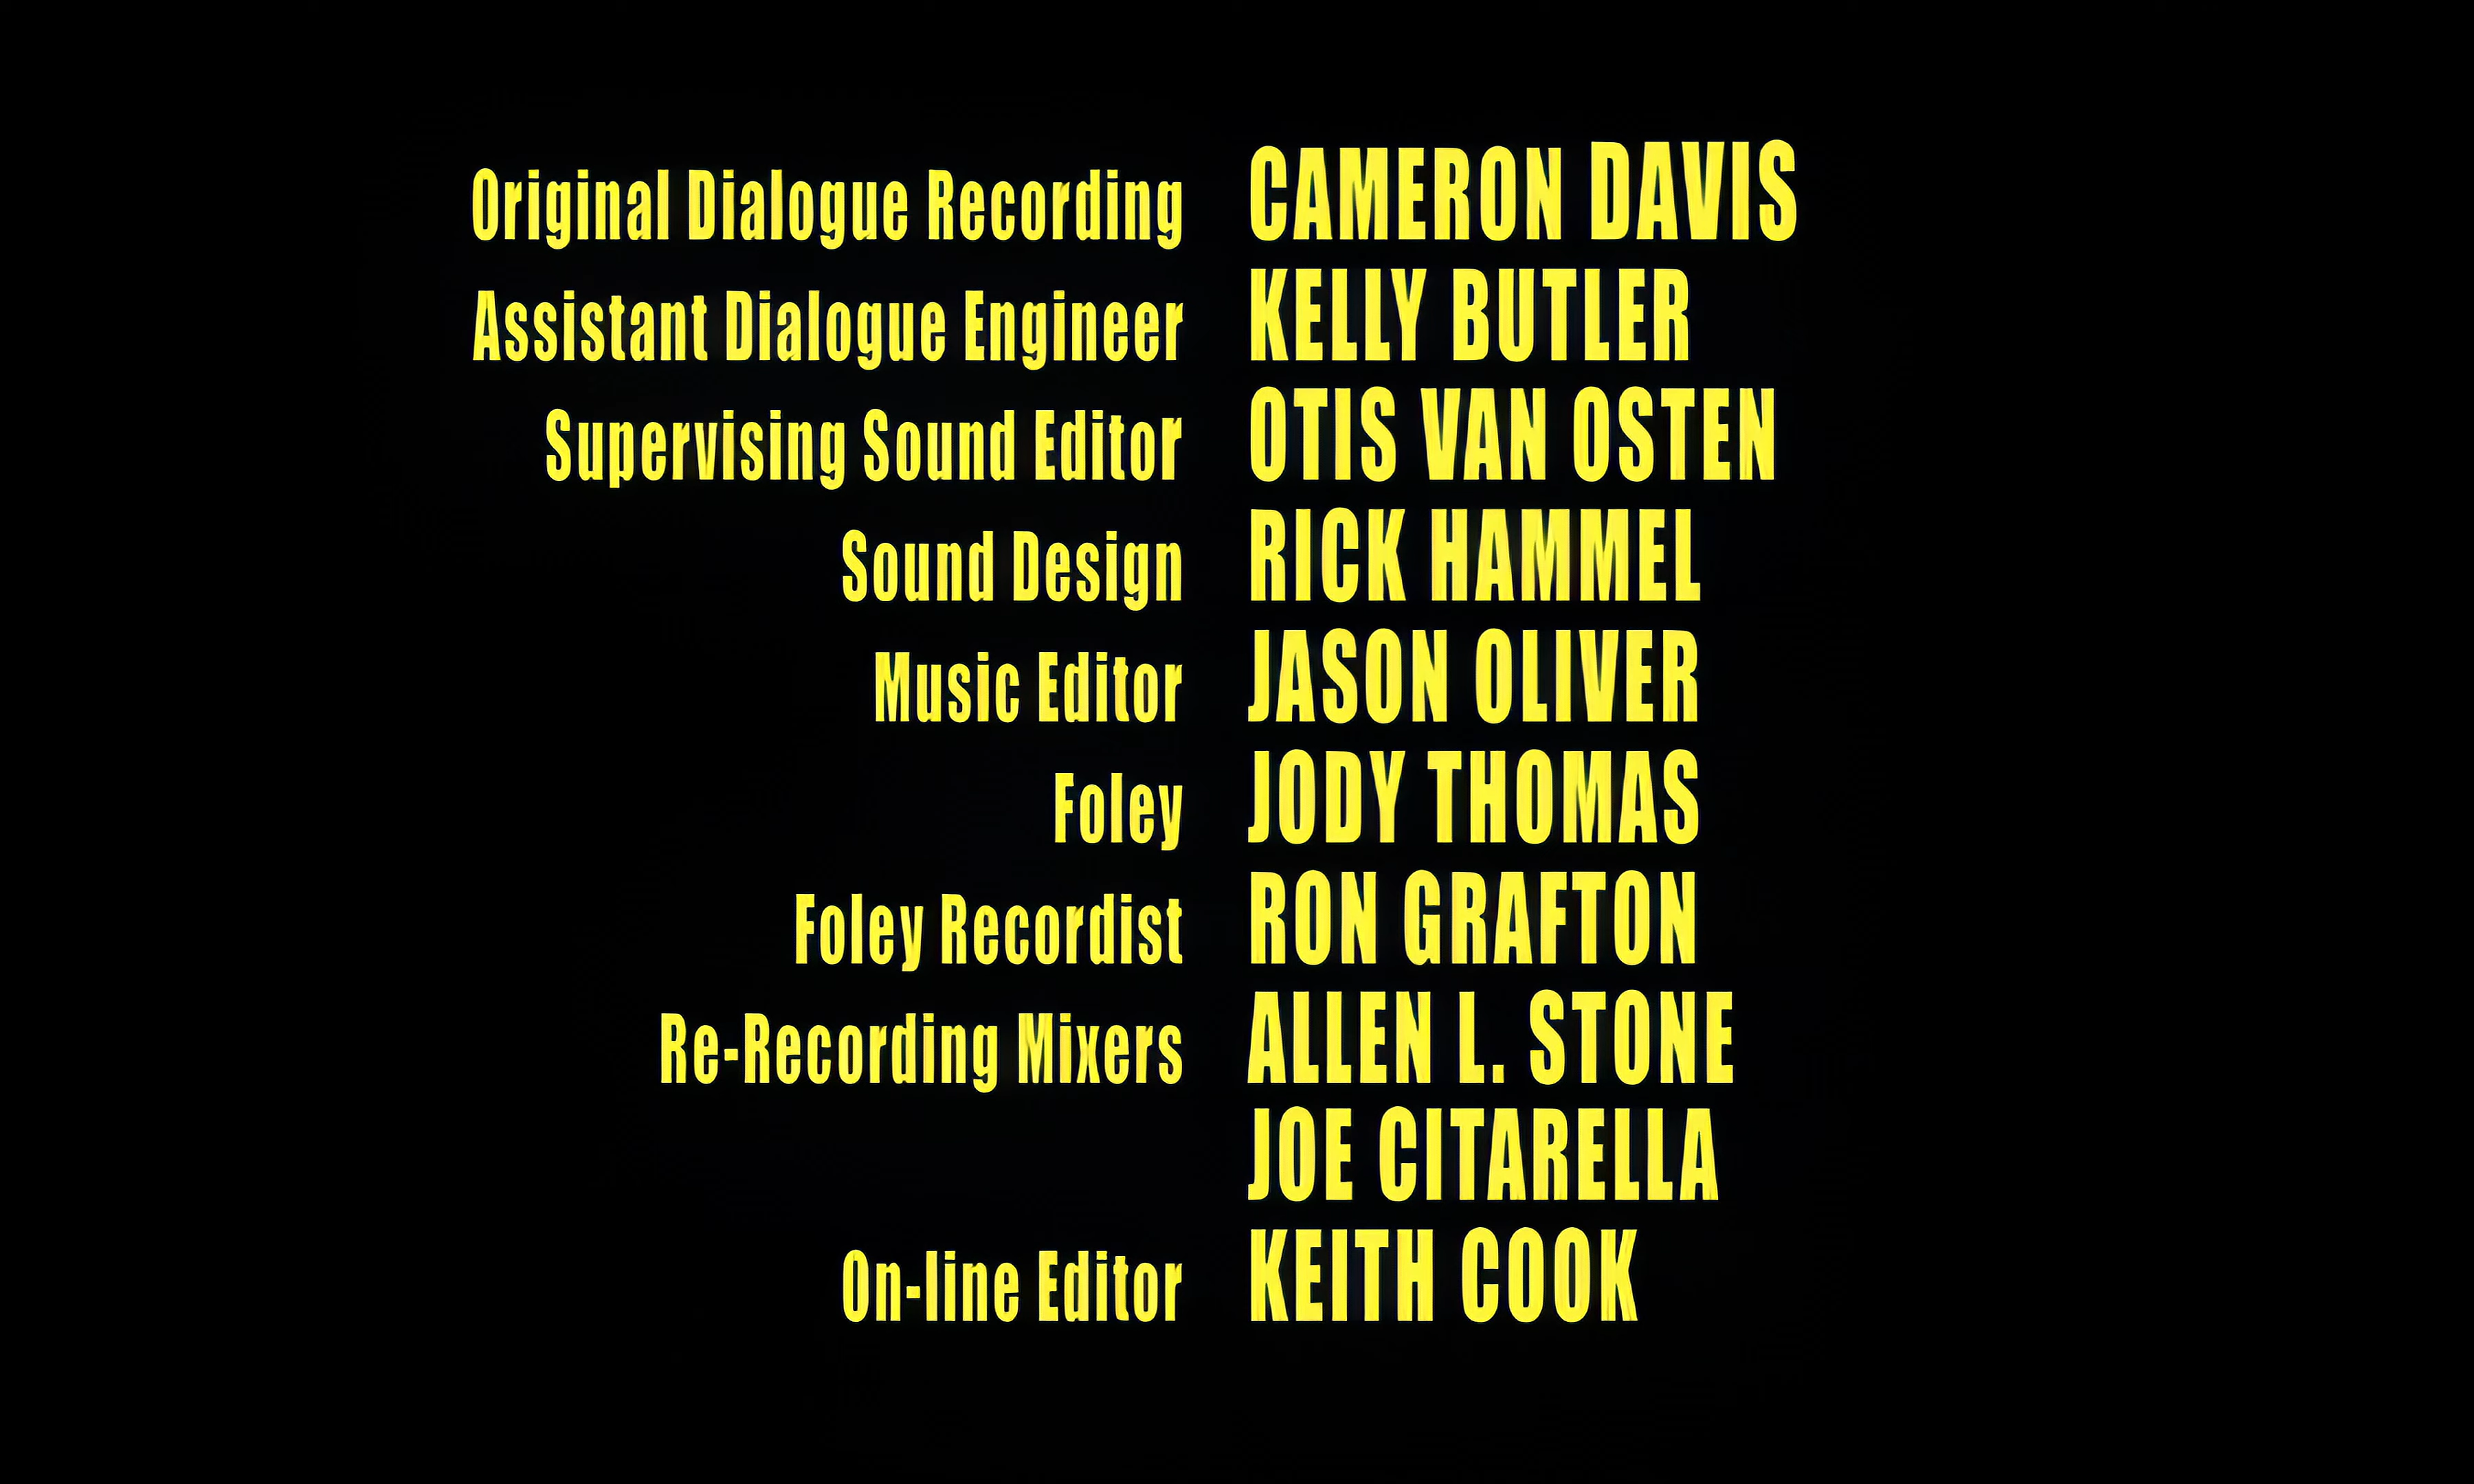 Original Dialogue Recording CAMERON DAVIS
Assistant Dialogue Engineer KELLY BUTLER
Supervising Sound Editor OTIS VAN OSTEN
Sound Design RICK HAMMEL
Music Editor JASON OLIVER
Foley JODY THOMAS
Foley Recordist RON GRAFTON
Re-Recording Mixers ALLEN L. STONE
JOE CITARELLA
On-line Editor KEITH COOK